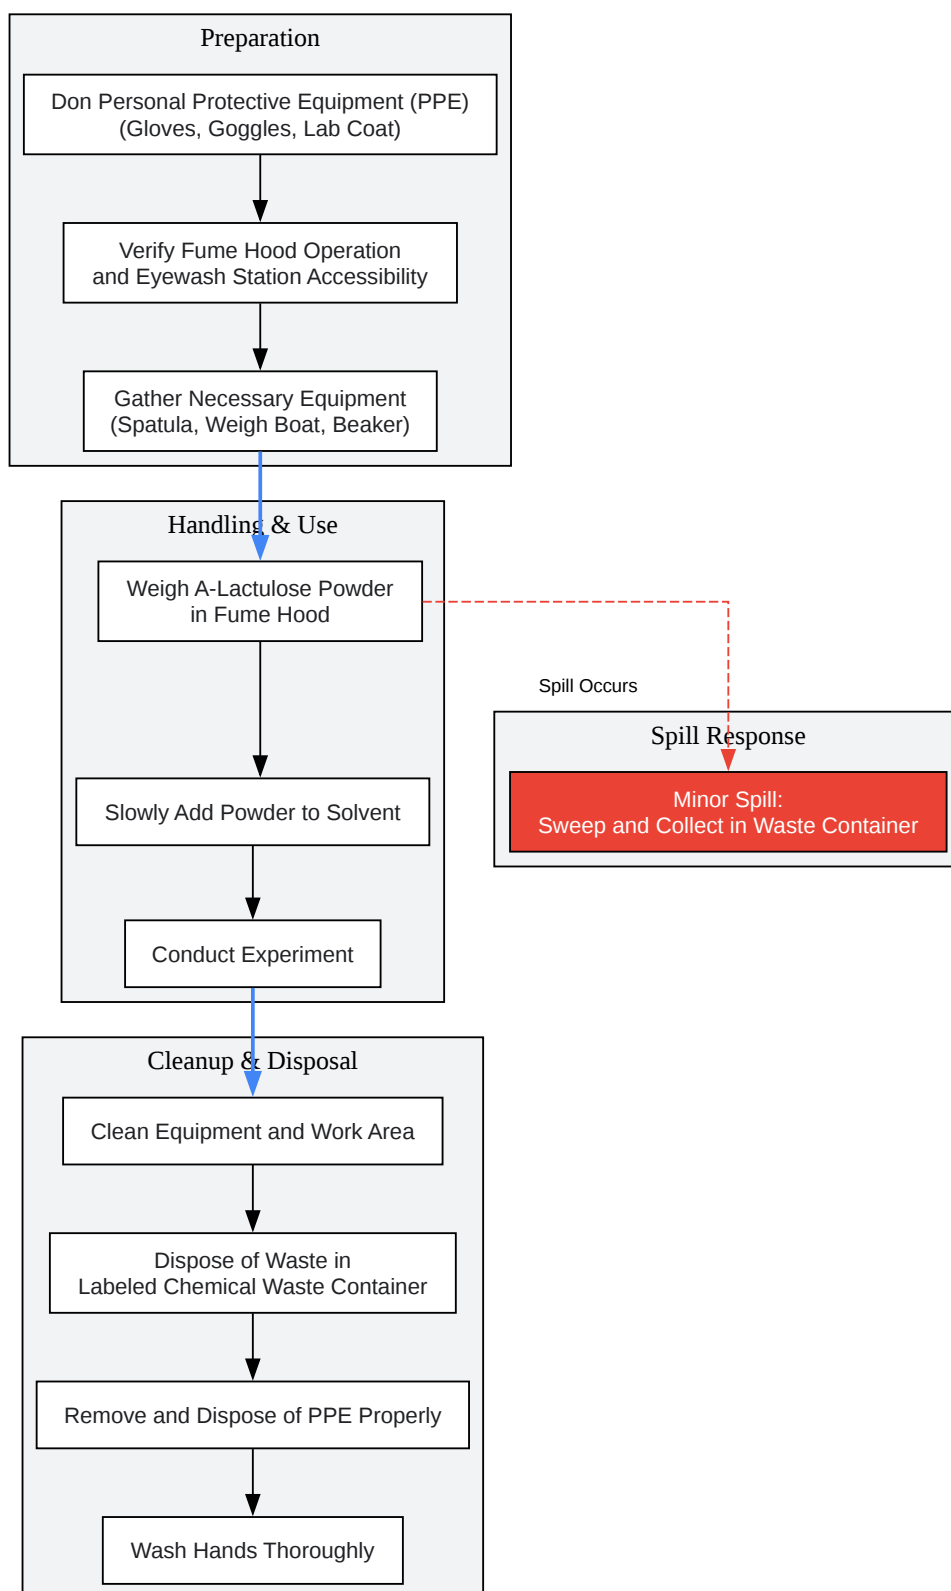 Preparation
Don Personal Protective Equipment (PPE)
(Gloves, Goggles, Lab Coat)
Verify Fume Hood Operation
and Eyewash Station Accessibility
Gather Necessary Equipment
(Spatula, Weigh Boat, Beaker)
Handling & Use
Weigh A-Lactulose Powder
in Fume Hood
Spill Occurs
Spill Response
Minor Spill:
Sweep and Collect in Waste Container
Slowly Add Powder to Solvent
Conduct Experiment
Cleanup & Disposal
Clean Equipment and Work Area
Dispose of Waste in
Labeled Chemical Waste Container
Remove and Dispose of PPE Properly
Wash Hands Thoroughly